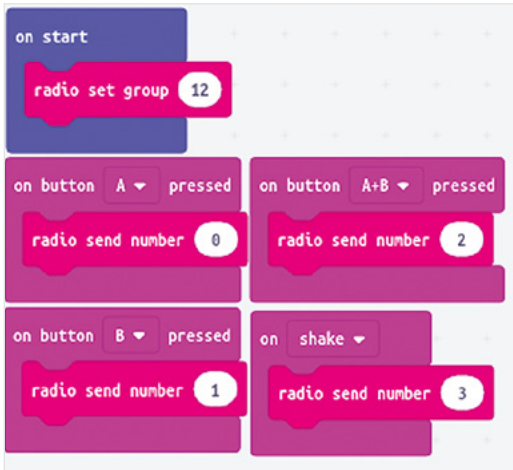 on start
radio set group 12
on button A pressed
radio send number 0
on button A+B pressed
radio send number 2
on button B pressed
radio send number 1
on shake
radio send number 3